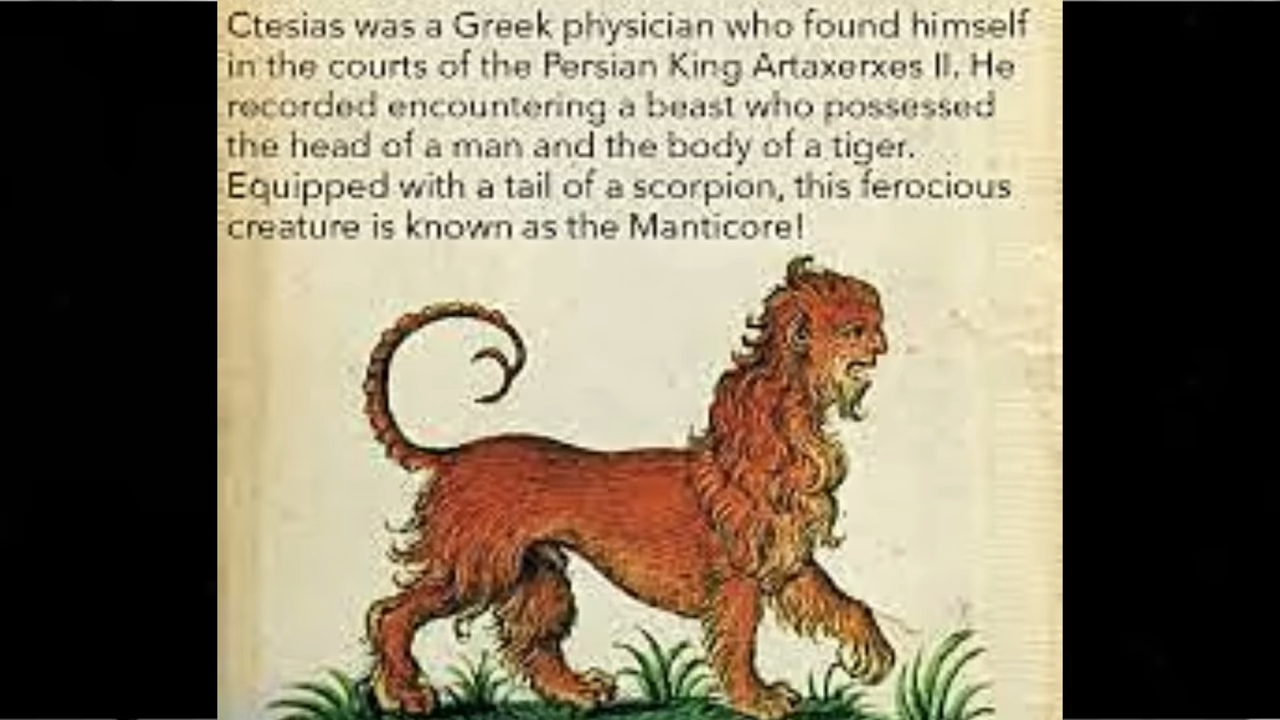 Ctesias was a Greek physician who found himself
in the courts of the Persian King Artaxerxes II. He
recorded encountering a beast who possessed
the head of a man and the body of a tiger.
Equipped with a tail of a scorpion, this ferocious
creature is known as the Manticore!